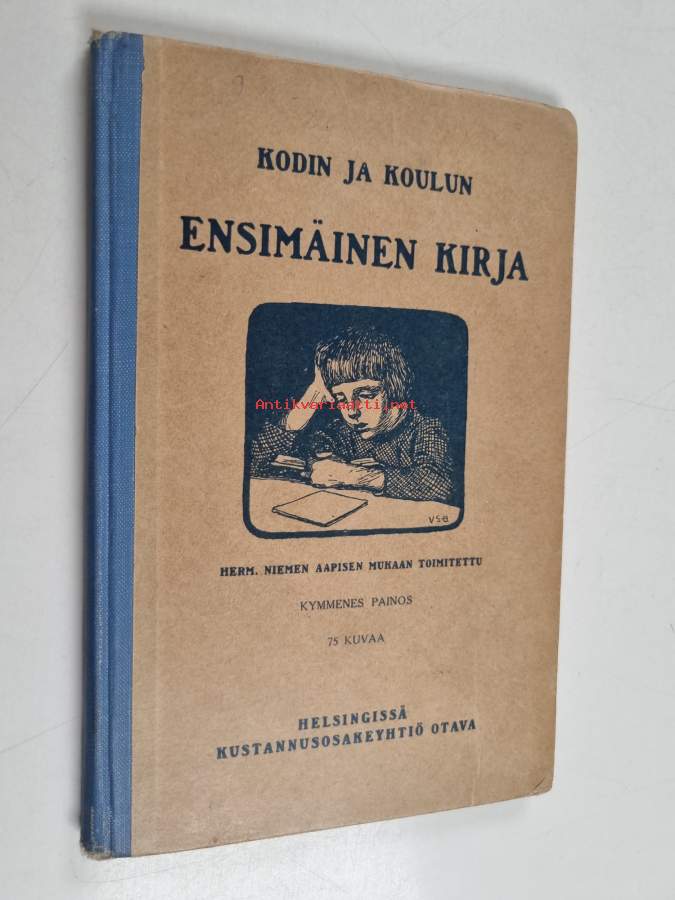 KODIN JA KOULUN
ENSIMÄINEN KIRJA
Antikvariaatti.net
VSB
HERM. NIEMEN AAPISEN MUKAAN TOIMITETTU
KYMMENES PAINOS
75 KUVAA
HELSINGISSÄ
KUSTANNUSOSAKEYHTIÖ OTAVA